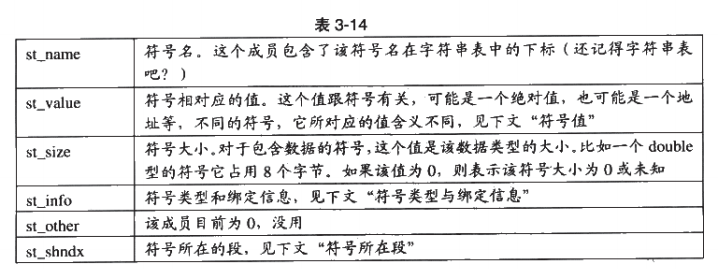 表 3-14
st_name 符号名。这个成员包含了该符号名在字符串表中的下标（还记得字符串表
吧？）
st_value 符号相对应的值。这个值跟符号有关，可能是一个绝对值，也可能是一个地
址等，不同的符号，它所对应的值含义不同，见下文“符号值”
st_size 符号大小。对于包含数据的符号，这个值是该数据类型的大小。比如一个 double
型的符号它占用 8 个字节。如果该值为 0，则表示该符号大小为 0 或未知
st_info 符号类型和绑定信息，见下文“符号类型与绑定信息”
st_other 该成员目前为 0，没用
st_shndx 符号所在的段，见下文“符号所在段”